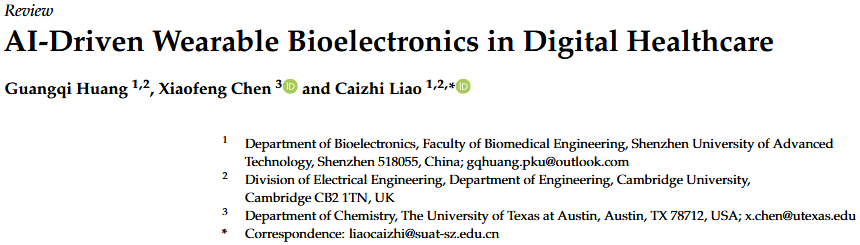 Review
AI-Driven Wearable Bioelectronics in Digital Healthcare
Guangqi Huang 1,2, Xiaofeng Chen 3 and Caizhi Liao 1,2,*
1 Department of Bioelectronics, Faculty of Biomedical Engineering, Shenzhen University of Advanced
Technology, Shenzhen 518055, China; gqhuang.pku@outlook.com
2 Division of Electrical Engineering, Department of Engineering, Cambridge University,
Cambridge CB2 1TN, UK
3 Department of Chemistry, The University of Texas at Austin, Austin, TX 78712, USA; x.chen@utexas.edu
* Correspondence: liaocaizhi@suat-sz.edu.cn